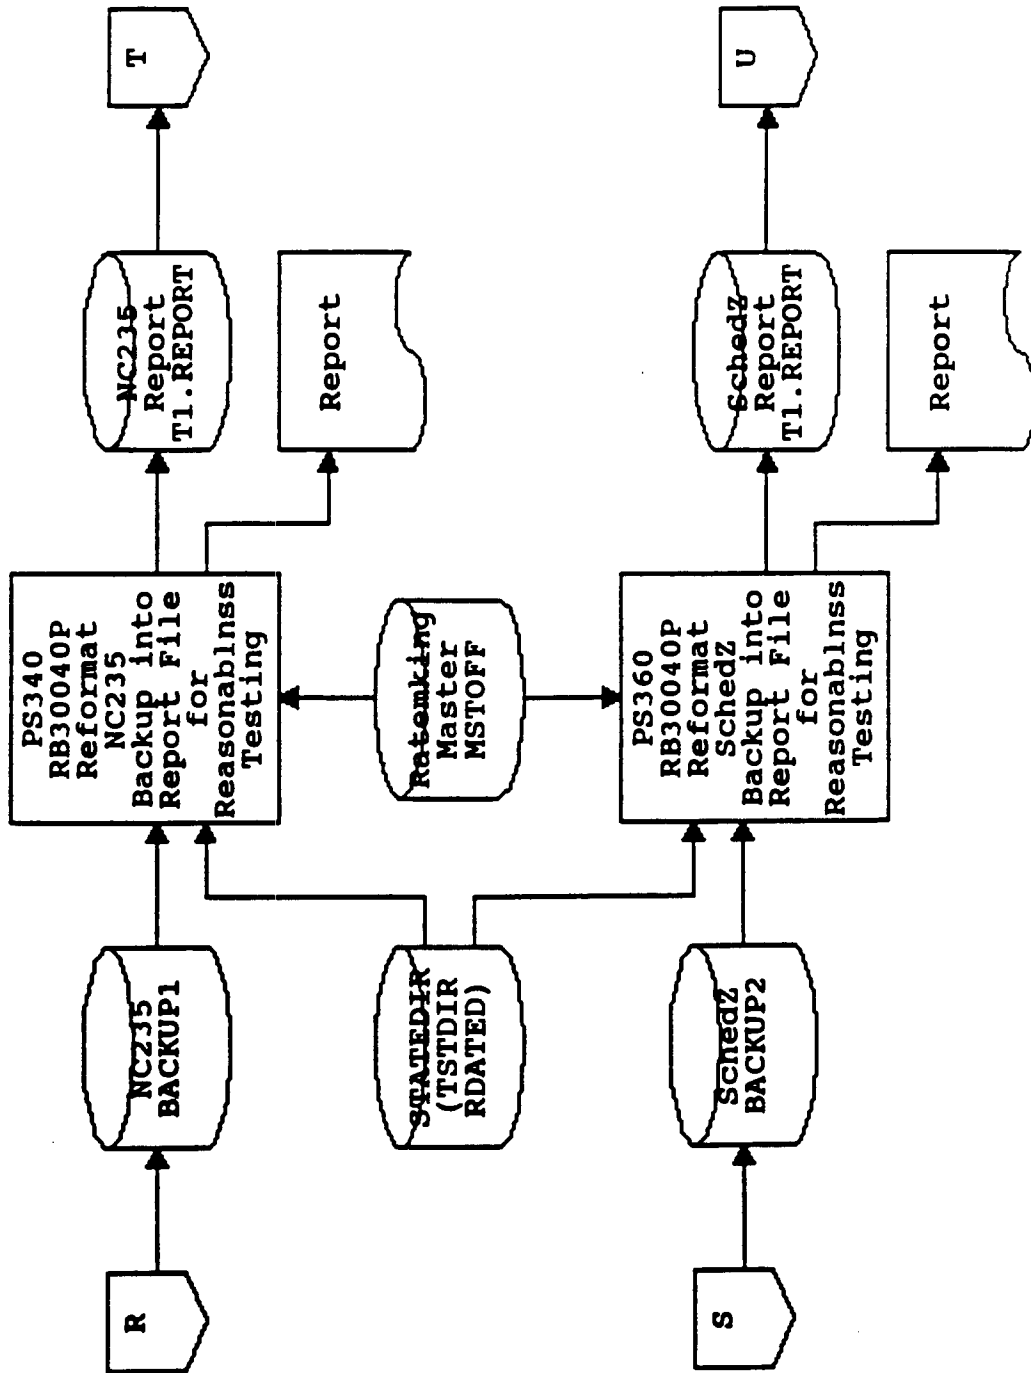 R
NC235
BACKUP1
PS340
RB30040P
Reformat
NC235
Backup into
Report File
for
Reasonablnss
Testing
NC235
Report
T1.REPORT
T
Report
STATEDIR
(TSTDIR
RDATED)
Ratemking
Master
MSTOFF
S
SchedZ
BACKUP2
PS360
RB30040P
Reformat
SchedZ
Backup into
Report File
for
Reasonablnss
Testing
SchedZ
Report
T1.REPORT
U
Report